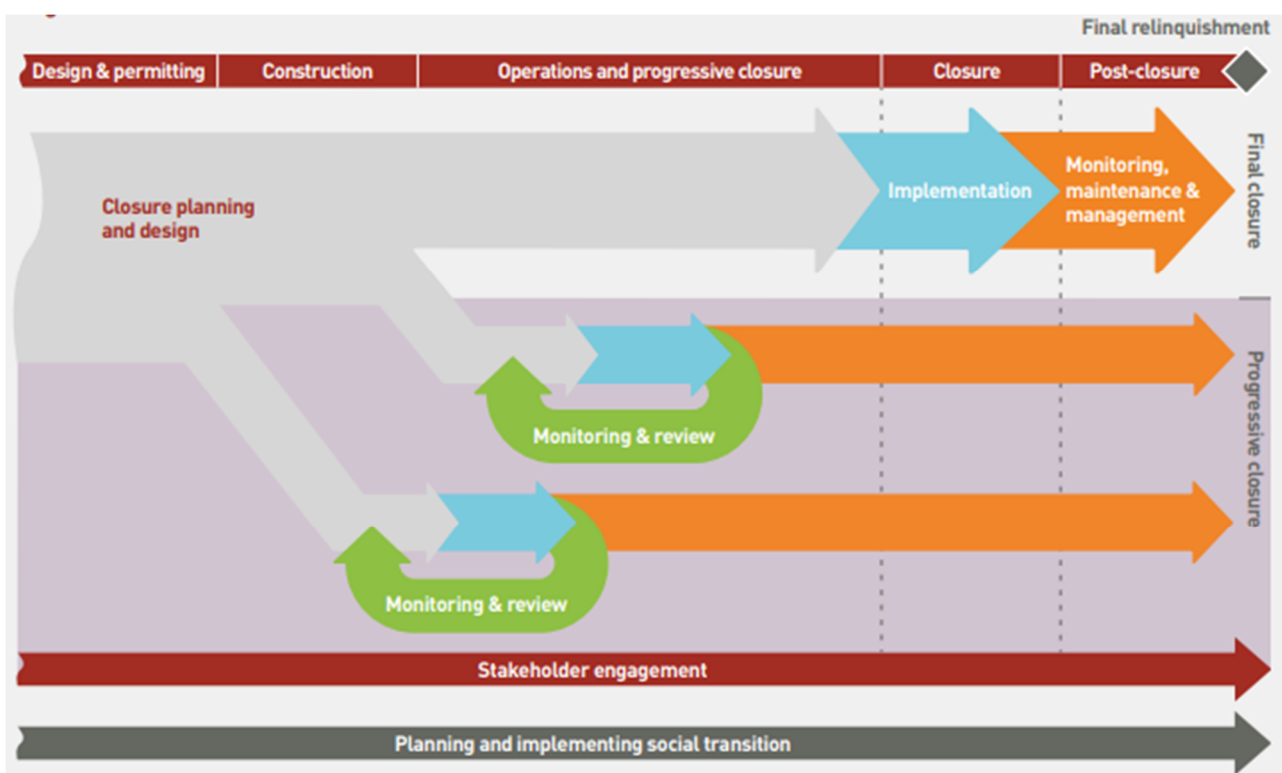 Final relinquishment
Design & permitting
Construction
Operations and progressive closure
Closure
Post-closure
Closure planning
and design
Implementation
Monitoring,
maintenance &
management
Final closure
Monitoring & review
Progressive closure
Monitoring & review
Stakeholder engagement
Planning and implementing social transition